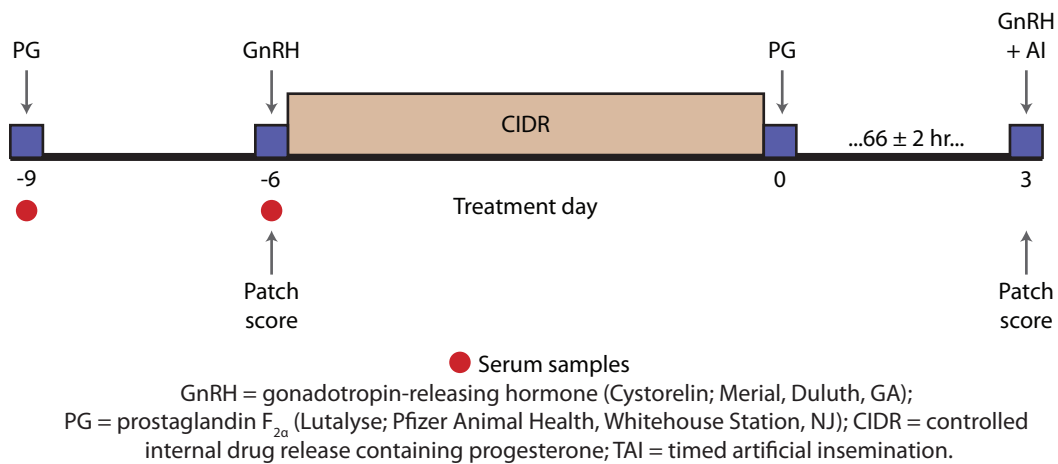 GnRH
PG GnRH PG + AI
CIDR
...66 ± 2 hr...
-9 -6 0 3
Treatment day
Patch Patch
score score
Serum samples
GnRH = gonadotropin-releasing hormone (Cystorelin; Merial, Duluth, GA);
PG = prostaglandin F2α (Lutalyse; Pfizer Animal Health, Whitehouse Station, NJ); CIDR = controlled
internal drug release containing progesterone; TAI = timed artificial insemination.